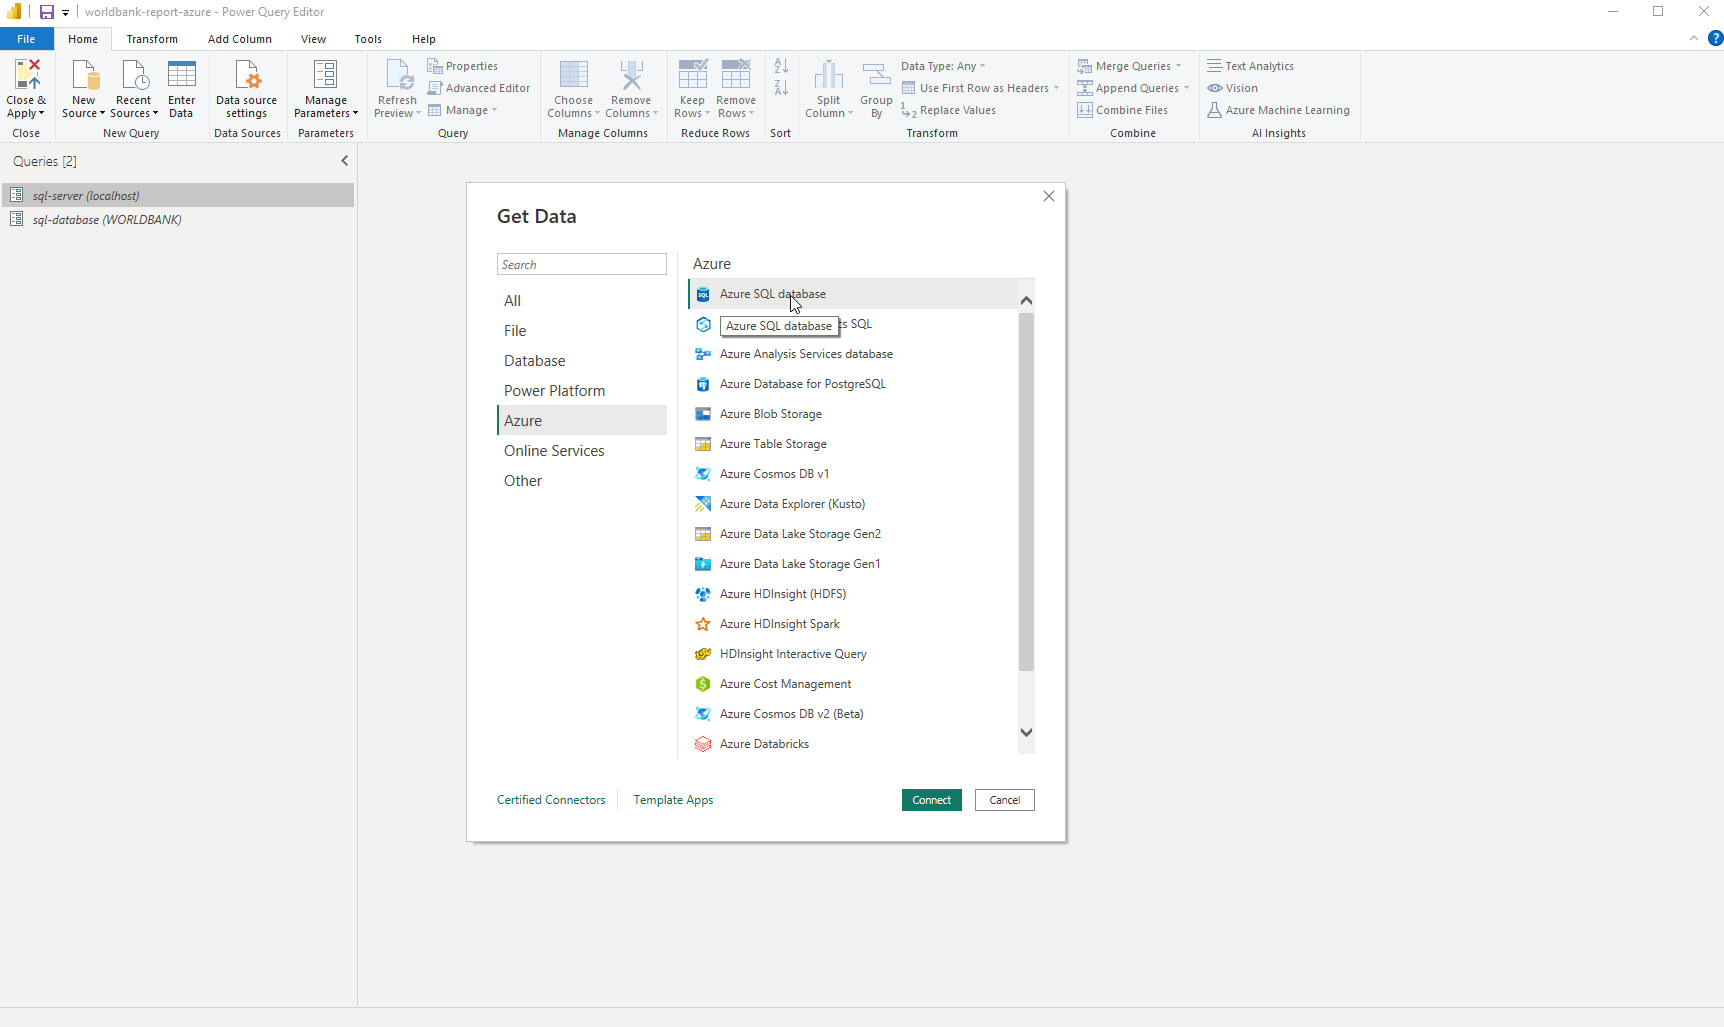 worldbank-report-azure - Power Query Editor
File Home Transform Add Column View Tools Help
Close & Apply
New Source
Recent Sources
Enter Data
Data source settings
Manage Parameters
Refresh Preview
Properties
Advanced Editor
Manage
Choose Columns
Remove Columns
Keep Rows
Remove Rows
Split Column
Group By
Data Type: Any
Use First Row as Headers
Replace Values
Merge Queries
Append Queries
Combine Files
Text Analytics
Vision
Azure Machine Learning
Close New Query Data Sources Parameters Query Manage Columns Reduce Rows Sort Transform Combine AI Insights
Queries [2]
sql-server (localhost)
sql-database (WORLDBANK)
Get Data
Search
All
File
Database
Power Platform
Azure
Online Services
Other
Azure
Azure SQL database
Azure SQL database
SQL
Azure Analysis Services database
Azure Database for PostgreSQL
Azure Blob Storage
Azure Table Storage
Azure Cosmos DB v1
Azure Data Explorer (Kusto)
Azure Data Lake Storage Gen2
Azure Data Lake Storage Gen1
Azure HDInsight (HDFS)
Azure HDInsight Spark
HDInsight Interactive Query
Azure Cost Management
Azure Cosmos DB v2 (Beta)
Azure Databricks
Certified Connectors Template Apps
Connect Cancel